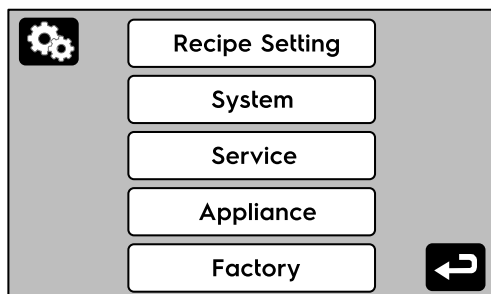 Recipe Setting
System
Service
Appliance
Factory